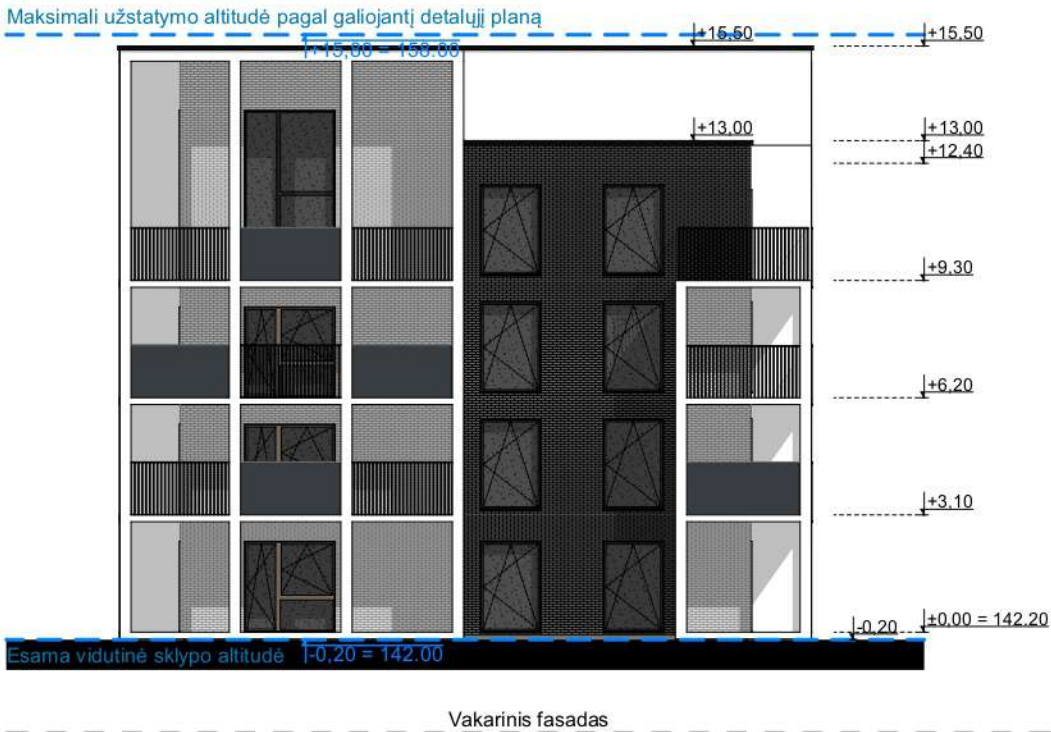 Maksimali užstatymo altitudė pagal galiojantį detalųjį planą
+15,80 = 158.00
+15,50
+15,50
+13,00
+13,00
+12,40
+9,30
+6,20
+3,10
-0,20
±0,00 = 142,20
Esama vidutinė sklypo altitudė
-0,20 = 142.00
Vakarinis fasadas